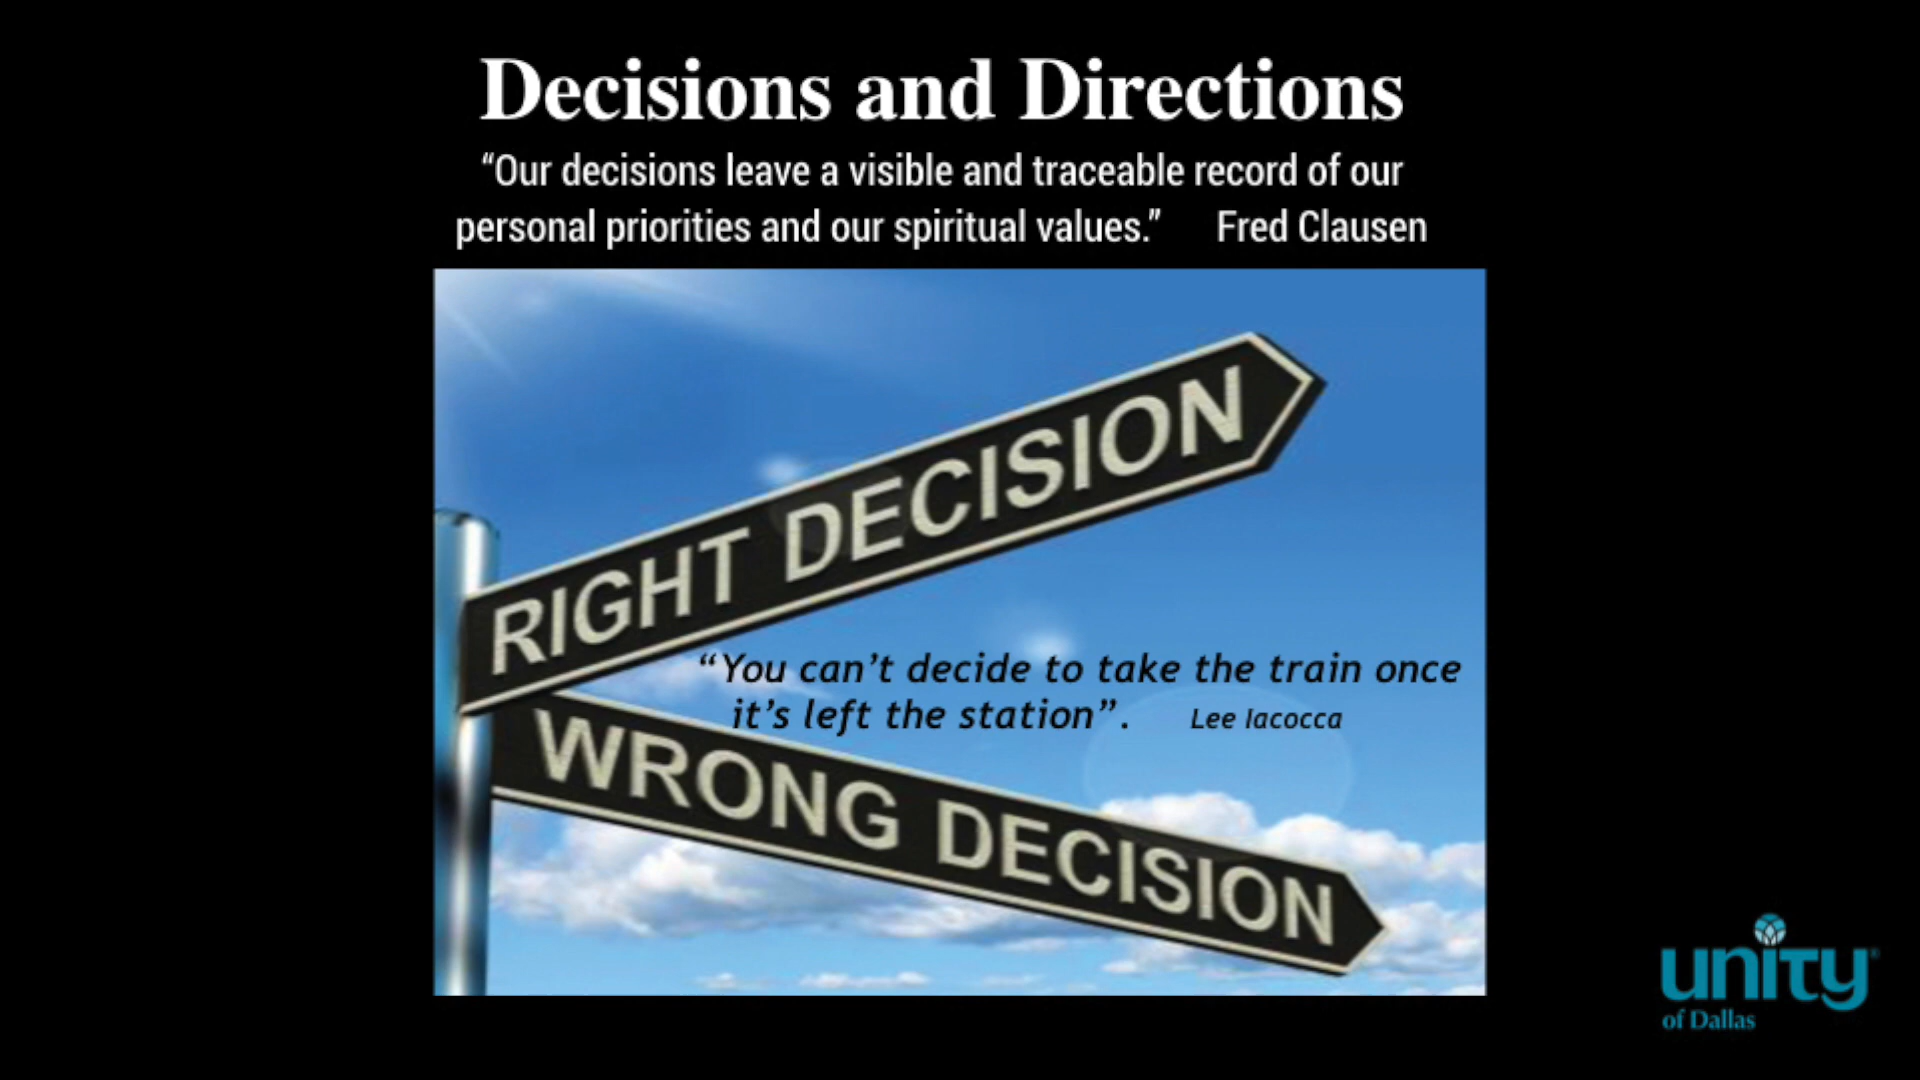 Decisions and Directions
“Our decisions leave a visible and traceable record of our
personal priorities and our spiritual values.” Fred Clausen
RIGHT DECISION
“You can’t decide to take the train once
it’s left the station”. Lee Iacocca
WRONG DECISION
unity®
of Dallas